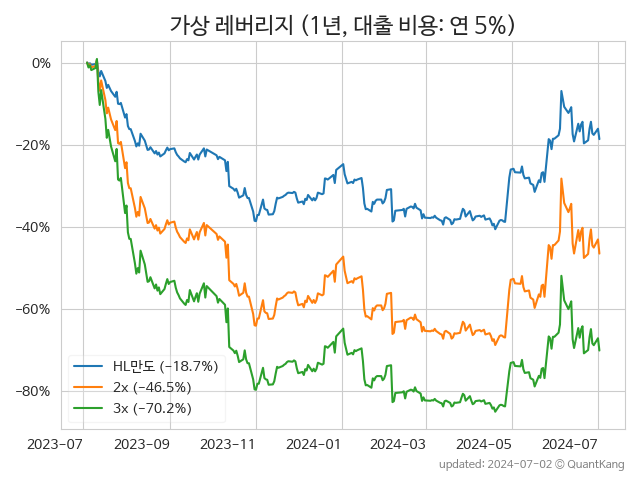 가상 레버리지 (1년, 대출 비용: 연 5%)
0%
−20%
−40%
−60%
−80%
HL만도 (−18.7%)
2x (−46.5%)
3x (−70.2%)
2023-07 2023-09 2023-11 2024-01 2024-03 2024-05 2024-07
updated: 2024-07-02 © QuantKang